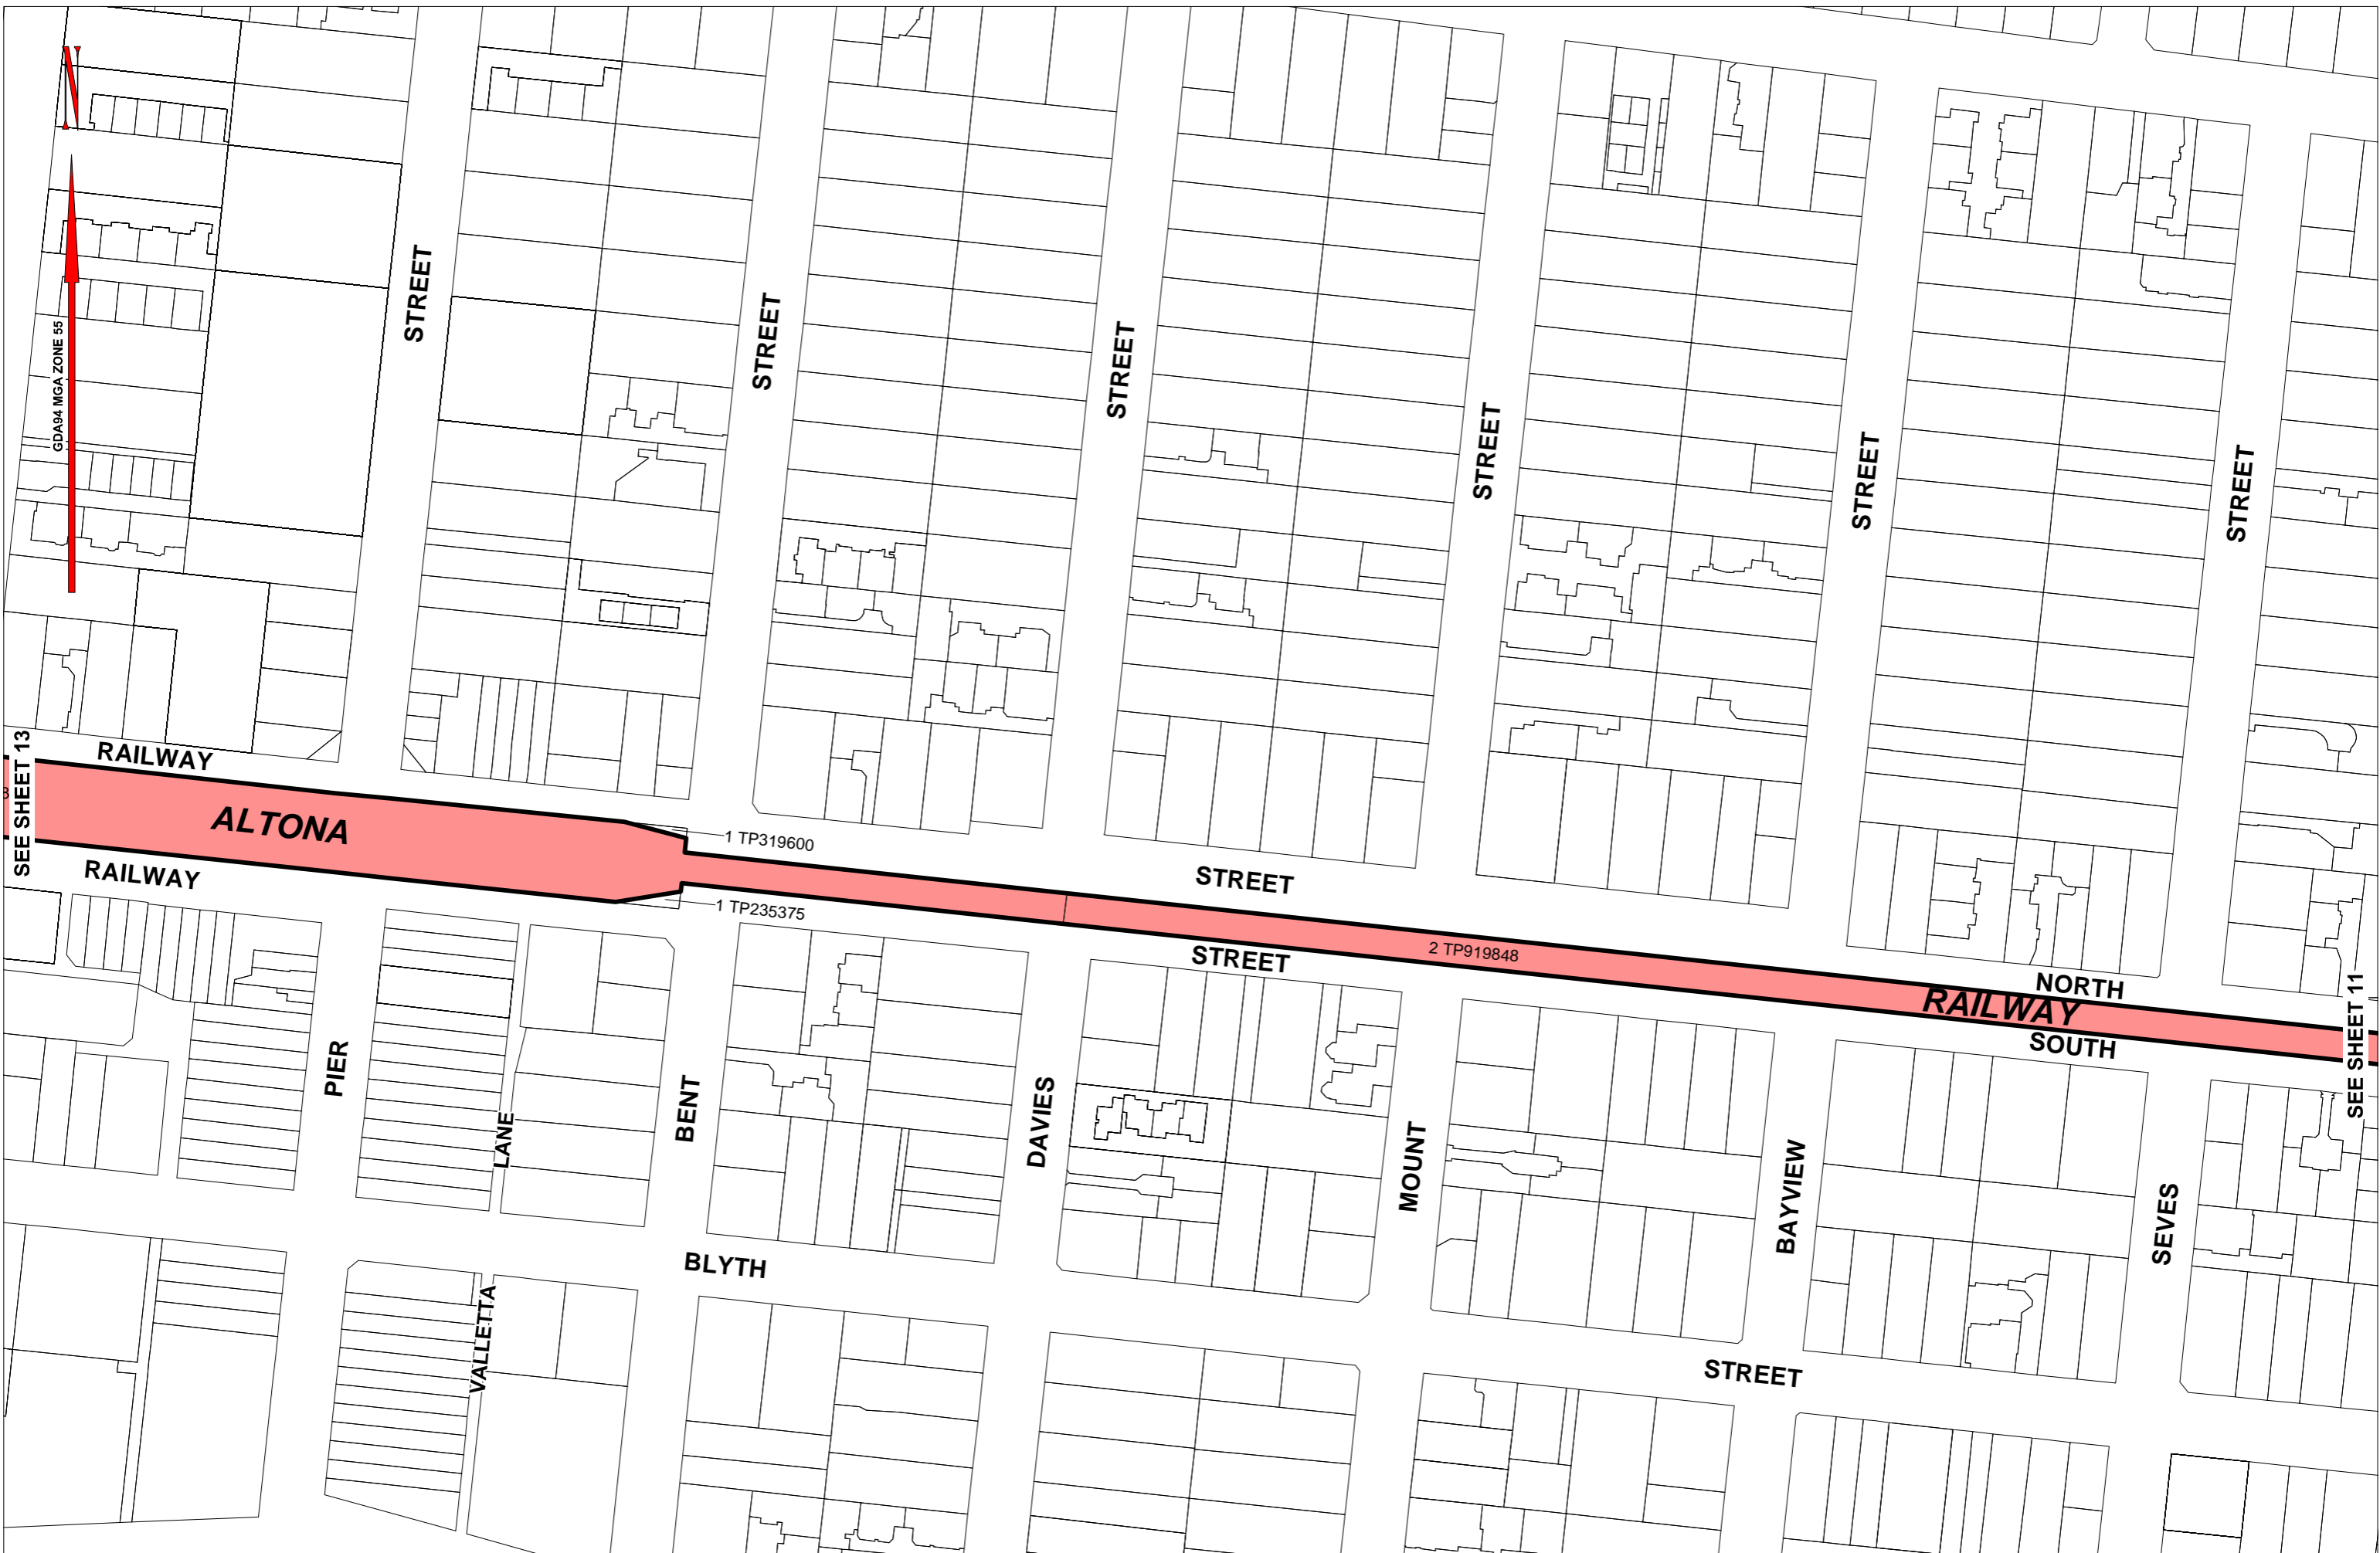 N
GDA94 MGA ZONE 55
STREET
STREET
STREET
STREET
STREET
STREET
RAILWAY
SEE SHEET 13
ALTONA
1 TP319600
RAILWAY
STREET
1 TP235375
STREET
2 TP919848
NORTH
RAILWAY
SOUTH
SEE SHEET 11
PIER
LANE
BENT
DAVIES
MOUNT
BAYVIEW
SEVES
BLYTH
VALLETTA
STREET